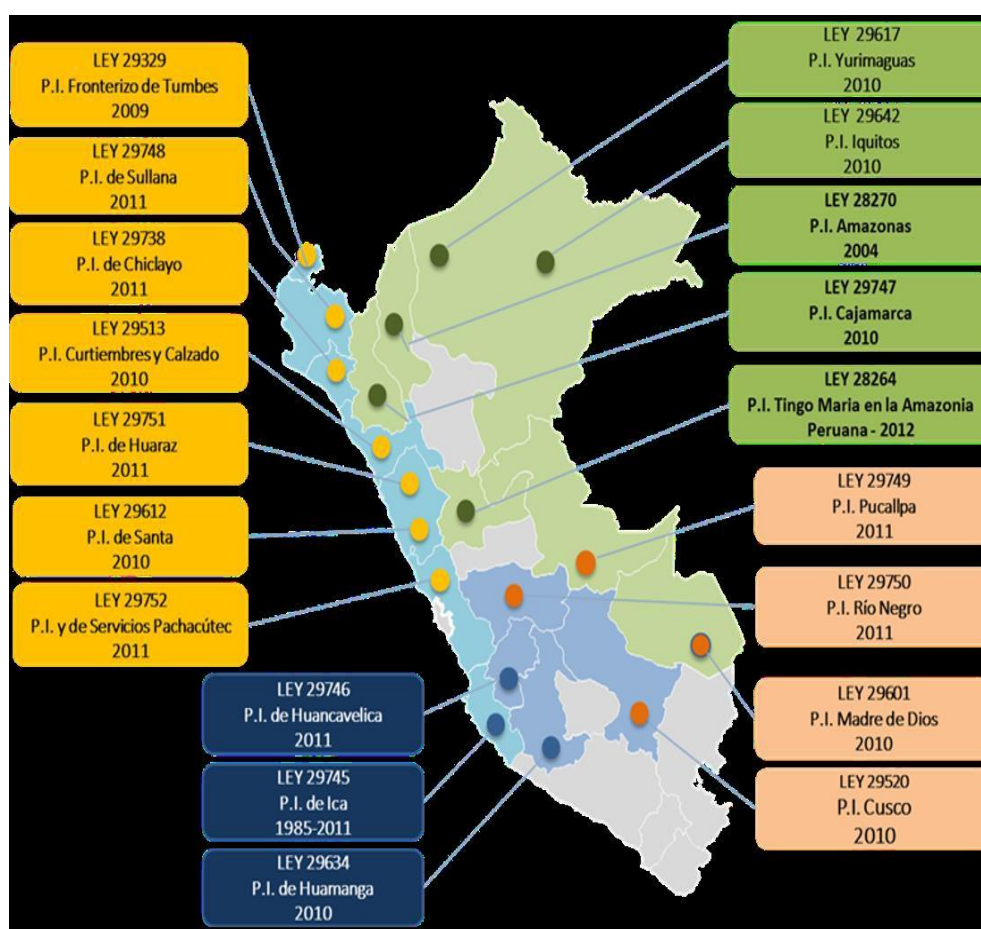 LEY 29329
P.I. Fronterizo de Tumbes
2009
LEY 29748
P.I. de Sullana
2011
LEY 29738
P.I. de Chiclayo
2011
LEY 29513
P.I. Curtiembres y Calzado
2010
LEY 29751
P.I. de Huaraz
2011
LEY 29612
P.I. de Santa
2010
LEY 29752
P.I. y de Servicios Pachacútec
2011
LEY 29746
P.I. de Huancavelica
2011
LEY 29745
P.I. de Ica
1985-2011
LEY 29634
P.I. de Huamanga
2010
LEY 29617
P.I. Yurimaguas
2010
LEY 29642
P.I. Iquitos
2010
LEY 28270
P.I. Amazonas
2004
LEY 29747
P.I. Cajamarca
2010
LEY 28264
P.I. Tingo Maria en la Amazonia
Peruana - 2012
LEY 29749
P.I. Pucallpa
2011
LEY 29750
P.I. Río Negro
2011
LEY 29601
P.I. Madre de Dios
2010
LEY 29520
P.I. Cusco
2010